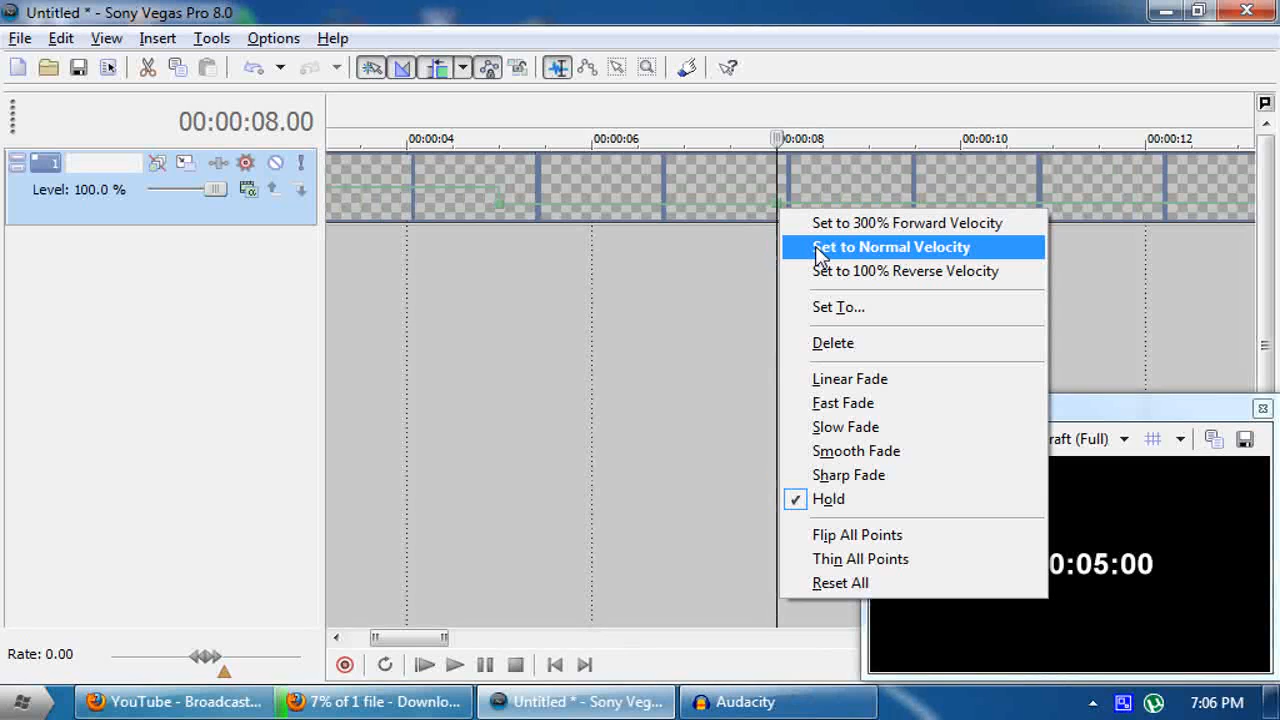 Untitled * - Sony Vegas Pro 8.0
File Edit View Insert Tools Options Help
00:00:08.00
00:00:04 00:00:06 00:00:08 00:00:10 00:00:12
1
Level: 100.0 %
Set to 300% Forward Velocity
Set to Normal Velocity
Set to 100% Reverse Velocity
Set To...
Delete
Linear Fade
Fast Fade
Slow Fade
Smooth Fade
Sharp Fade
Hold
Flip All Points
Thin All Points
Reset All
raft (Full)
0:05:00
Rate: 0.00
YouTube - Broadcast... 7% of 1 file - Downlo... Untitled * - Sony Vega... Audacity 7:06 PM